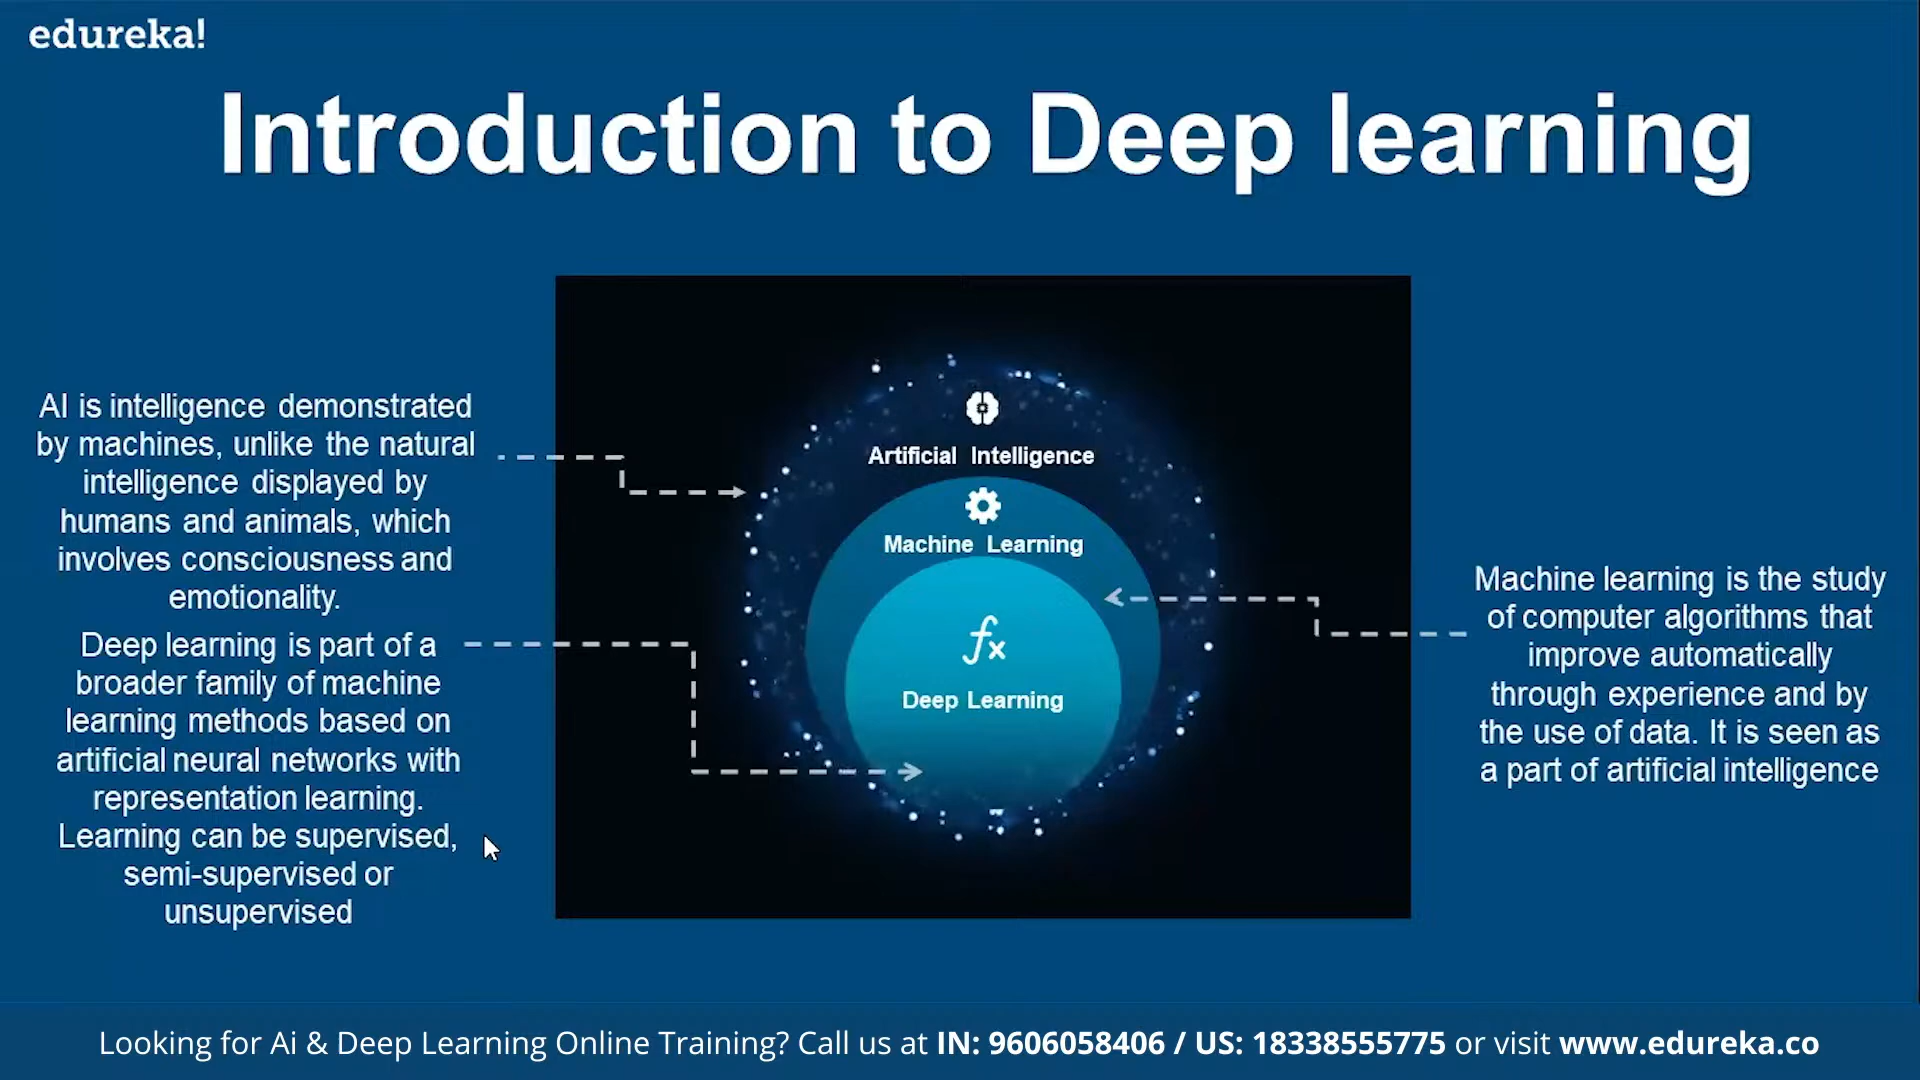 edureka!
Introduction to Deep learning
AI is intelligence demonstrated
by machines, unlike the natural
intelligence displayed by
humans and animals, which
involves consciousness and
emotionality.
Deep learning is part of a
broader family of machine
learning methods based on
artificial neural networks with
representation learning.
Learning can be supervised,
semi-supervised or
unsupervised
Artificial Intelligence
Machine Learning
fx
Deep Learning
Machine learning is the study
of computer algorithms that
improve automatically
through experience and by
the use of data. It is seen as
a part of artificial intelligence
Looking for Ai & Deep Learning Online Training? Call us at IN: 9606058406 / US: 18338555775 or visit www.edureka.co